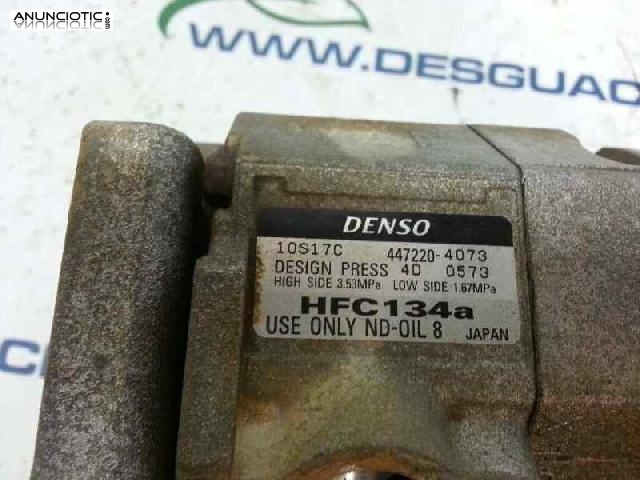 ANUNCIOTIC.com
WWW.DESGUAC
DENSO
10S17C 447220-4073
DESIGN PRESS 4D 0573
HIGH SIDE 3.53MPa LOW SIDE 1.67MPa
HFC134a
USE ONLY ND-OIL 8 JAPAN